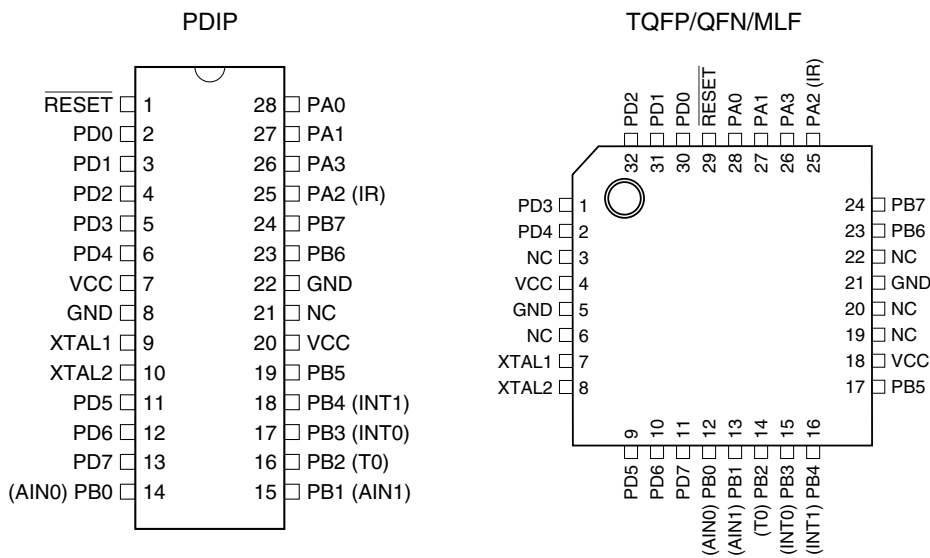 PDIP
RESET 1 28 PA0
PD0 2 27 PA1
PD1 3 26 PA3
PD2 4 25 PA2 (IR)
PD3 5 24 PB7
PD4 6 23 PB6
VCC 7 22 GND
GND 8 21 NC
XTAL1 9 20 VCC
XTAL2 10 19 PB5
PD5 11 18 PB4 (INT1)
PD6 12 17 PB3 (INT0)
PD7 13 16 PB2 (T0)
(AIN0) PB0 14 15 PB1 (AIN1)
TQFP/QFN/MLF
PD2 PD1 PD0 RESET PA0 PA1 PA3 PA2 (IR)
32 31 30 29 28 27 26 25
PD3 1 24 PB7
PD4 2 23 PB6
NC 3 22 NC
VCC 4 21 GND
GND 5 20 NC
NC 6 19 NC
XTAL1 7 18 VCC
XTAL2 8 17 PB5
9 10 11 12 13 14 15 16
PD5 PD6 PD7 (AIN0) PB0 (AIN1) PB1 (T0) PB2 (INT0) PB3 (INT1) PB4